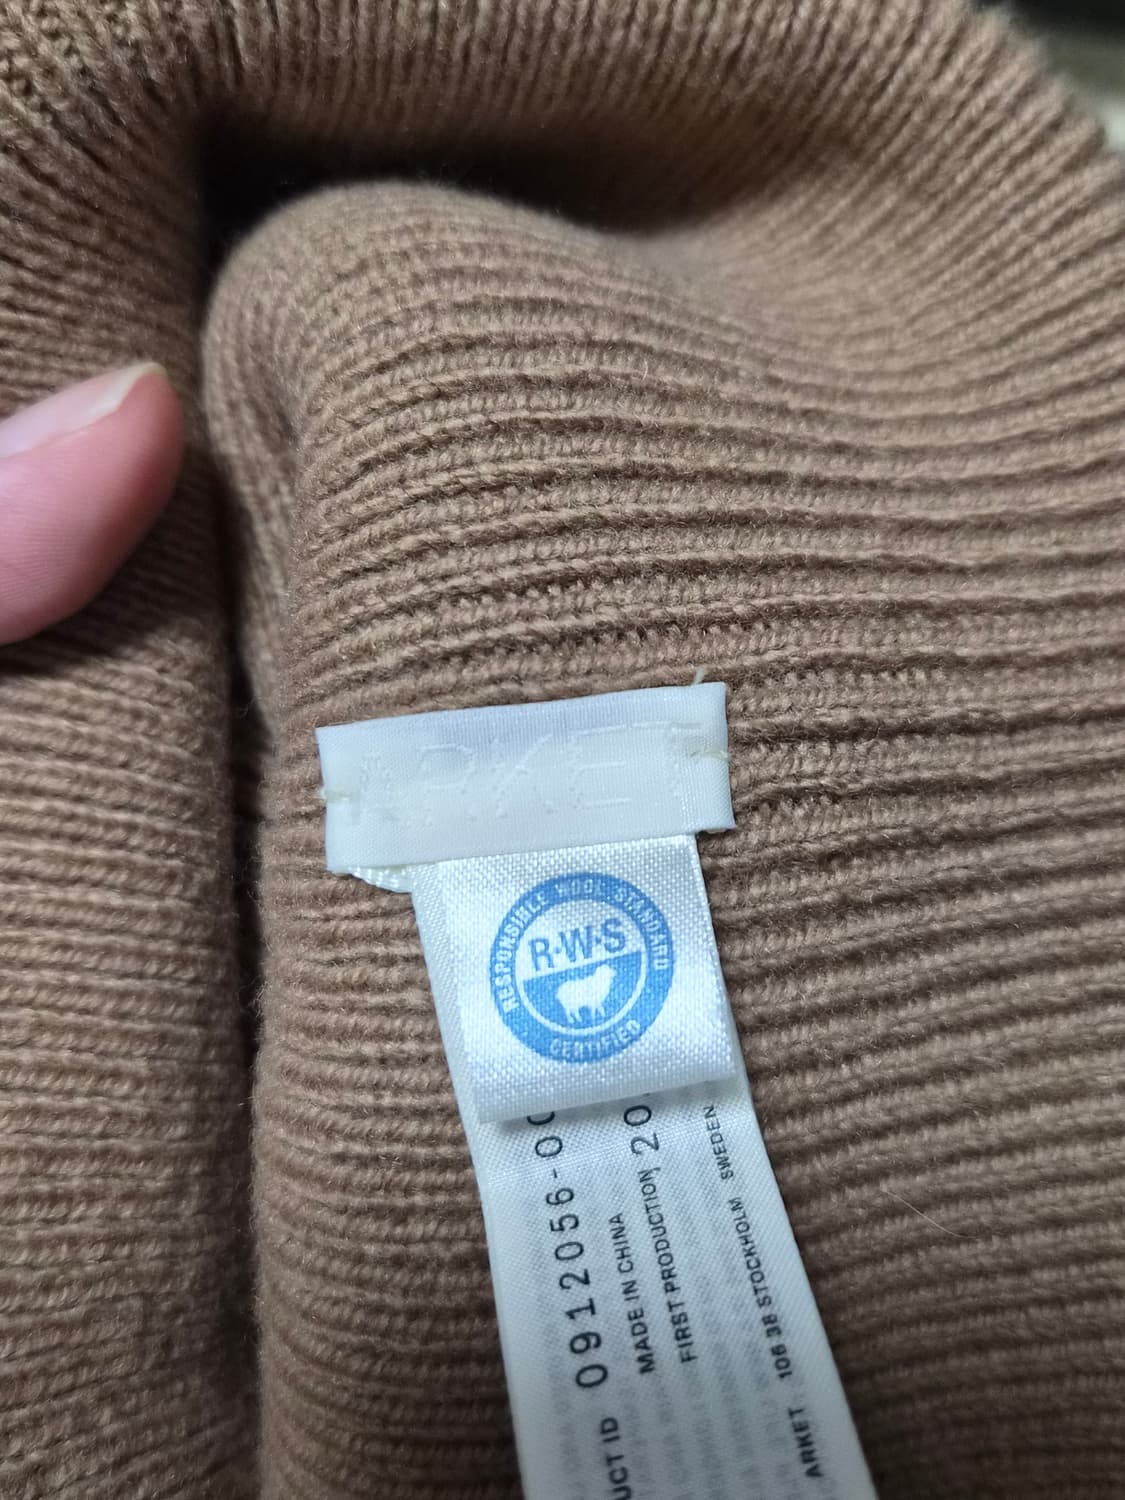 ARKET
RESPONSIBLE WOOL STANDARD
R·W·S
CERTIFIED
UCT ID 0912056-00
MADE IN CHINA
FIRST PRODUCTION 20
ARKET 106 38 STOCKHOLM SWEDEN